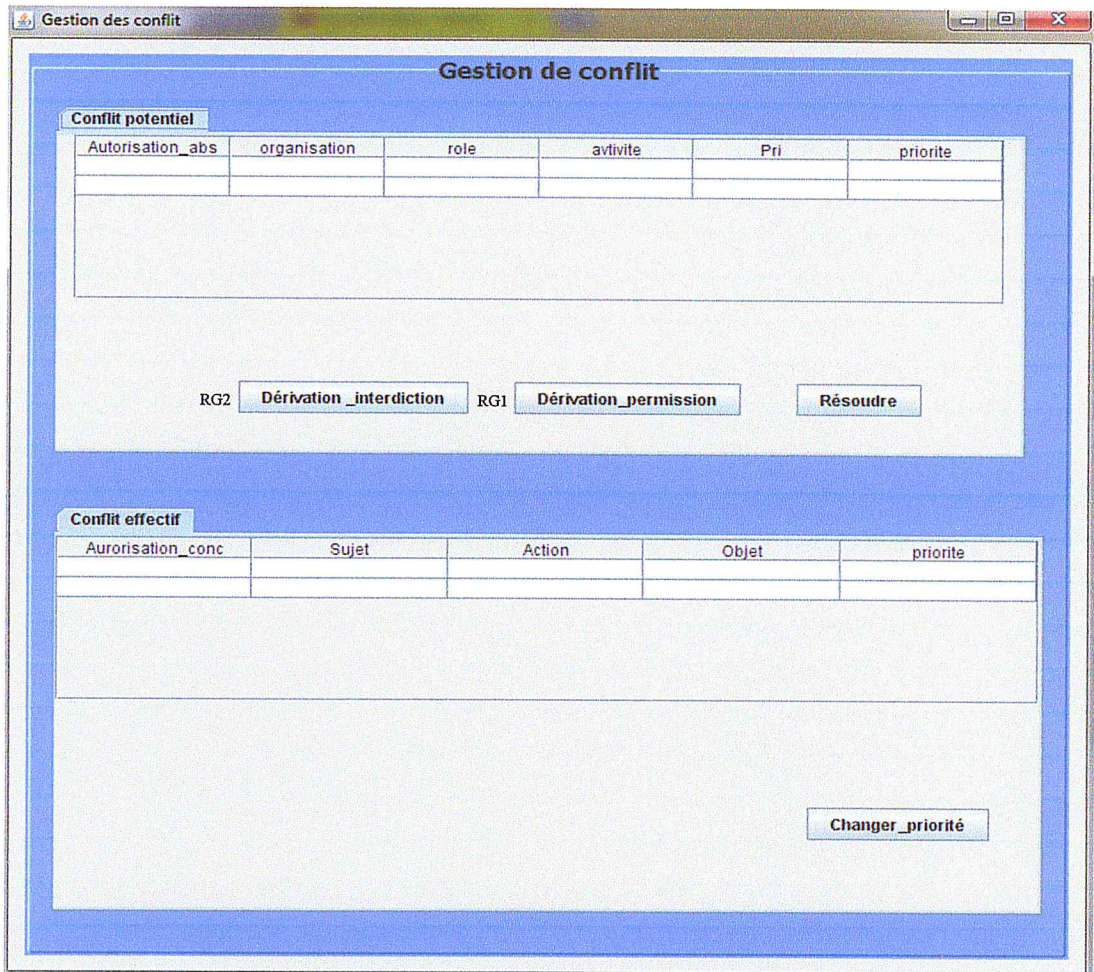 Gestion des conflit
Gestion de conflit
Conflit potentiel
Autorisation_abs organisation role avtivite Pri priorite
RG2 Dérivation _interdiction RG1 Dérivation_permission Résoudre
Conflit effectif
Aurorisation_conc Sujet Action Objet priorite
Changer_priorité